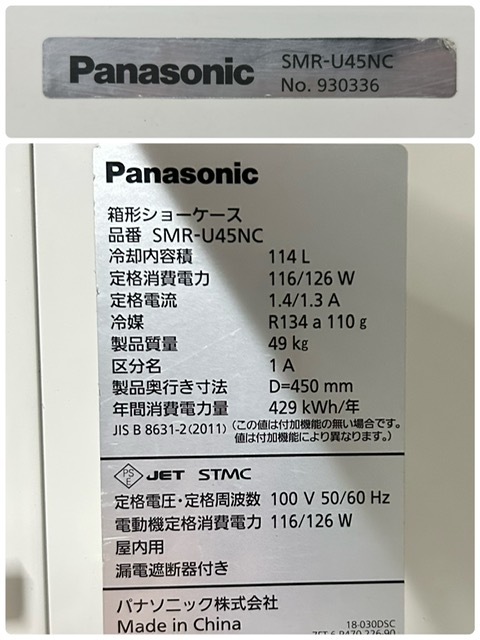 Panasonic
SMR-U45NC
No. 930336
Panasonic
箱形ショーケース
品番 SMR-U45NC
冷却内容積 114 L
定格消費電力 116/126 W
定格電流 1.4/1.3 A
冷媒 R134 a 110 g
製品質量 49 kg
区分名 1 A
製品奥行き寸法 D=450 mm
年間消費電力量 429 kWh/年
JIS B 8631-2(2011) (この値は付加機能の無い場合です。
値は付加機能により異なります。)
PS
E JET STMC
定格電圧・定格周波数 100 V 50/60 Hz
電動機定格消費電力 116/126 W
屋内用
漏電遮断器付き
パナソニック株式会社
Made in China 18-030DSC